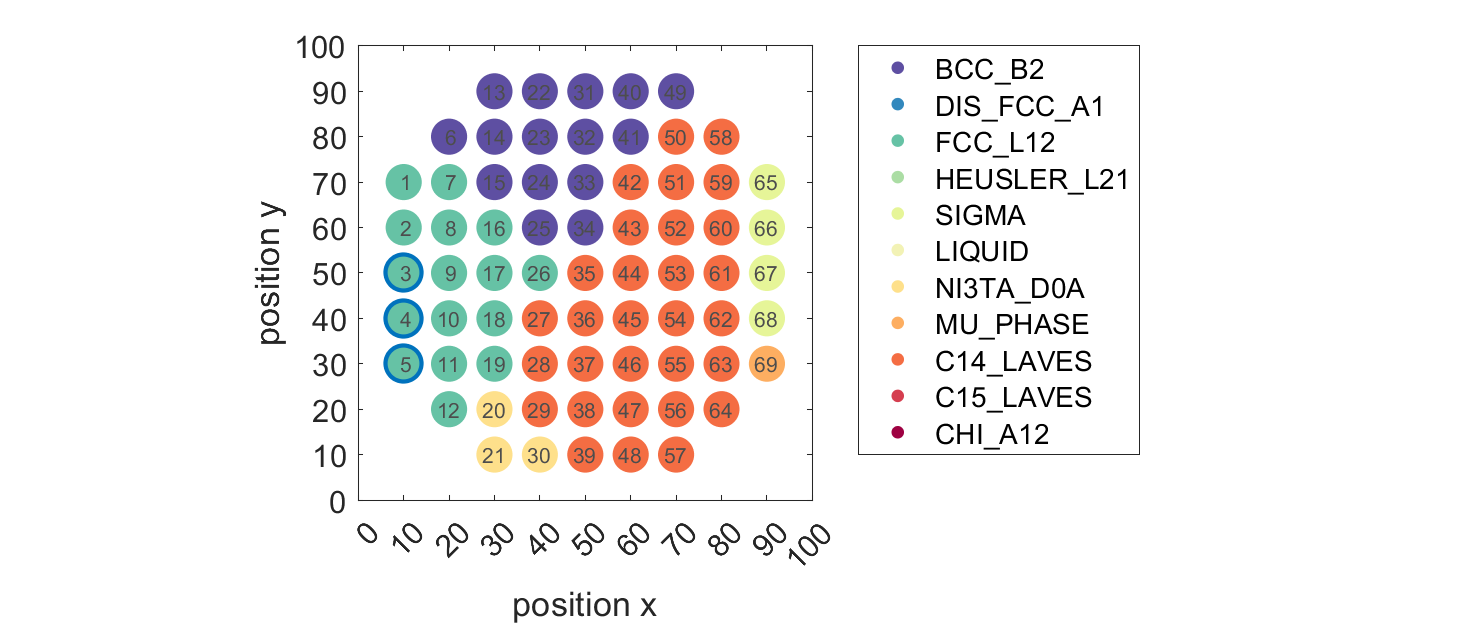 100
90
80
70
60
50
40
30
20
10
0
position y
13 22 31 40 49
6 14 23 32 41 50 58
1 7 15 24 33 42 51 59 65
2 8 16 25 34 43 52 60 66
3 9 17 26 35 44 53 61 67
4 10 18 27 36 45 54 62 68
5 11 19 28 37 46 55 63 69
12 20 29 38 47 56 64
21 30 39 48 57
0 10 20 30 40 50 60 70 80 90 100
position x
BCC_B2
DIS_FCC_A1
FCC_L12
HEUSLER_L21
SIGMA
LIQUID
NI3TA_D0A
MU_PHASE
C14_LAVES
C15_LAVES
CHI_A12